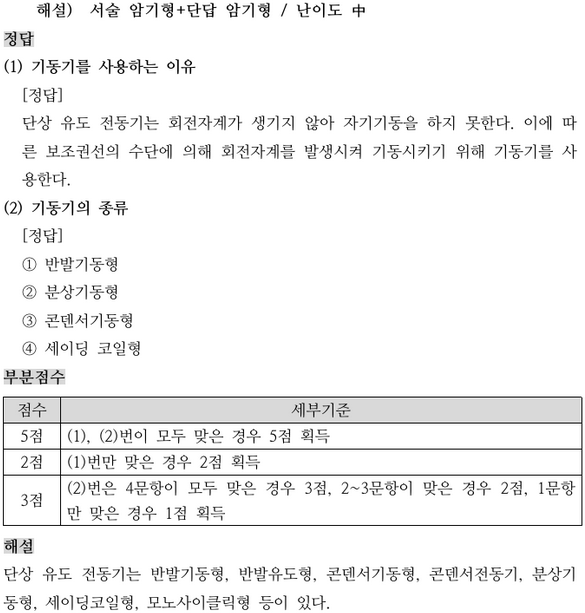 해설) 서술 암기형+단답 암기형 / 난이도 中
정답
(1) 기동기를 사용하는 이유
[정답]
단상 유도 전동기는 회전자계가 생기지 않아 자기기동을 하지 못한다. 이에 따
른 보조권선의 수단에 의해 회전자계를 발생시켜 기동시키기 위해 기동기를 사
용한다.
(2) 기동기의 종류
[정답]
① 반발기동형
② 분상기동형
③ 콘덴서기동형
④ 세이딩 코일형
부분점수
점수 세부기준
5점 (1), (2)번이 모두 맞은 경우 5점 획득
2점 (1)번만 맞은 경우 2점 획득
3점 (2)번은 4문항이 모두 맞은 경우 3점, 2~3문항이 맞은 경우 2점, 1문항
만 맞은 경우 1점 획득
해설
단상 유도 전동기는 반발기동형, 반발유도형, 콘덴서기동형, 콘덴서전동기, 분상기
동형, 세이딩코일형, 모노사이클릭형 등이 있다.